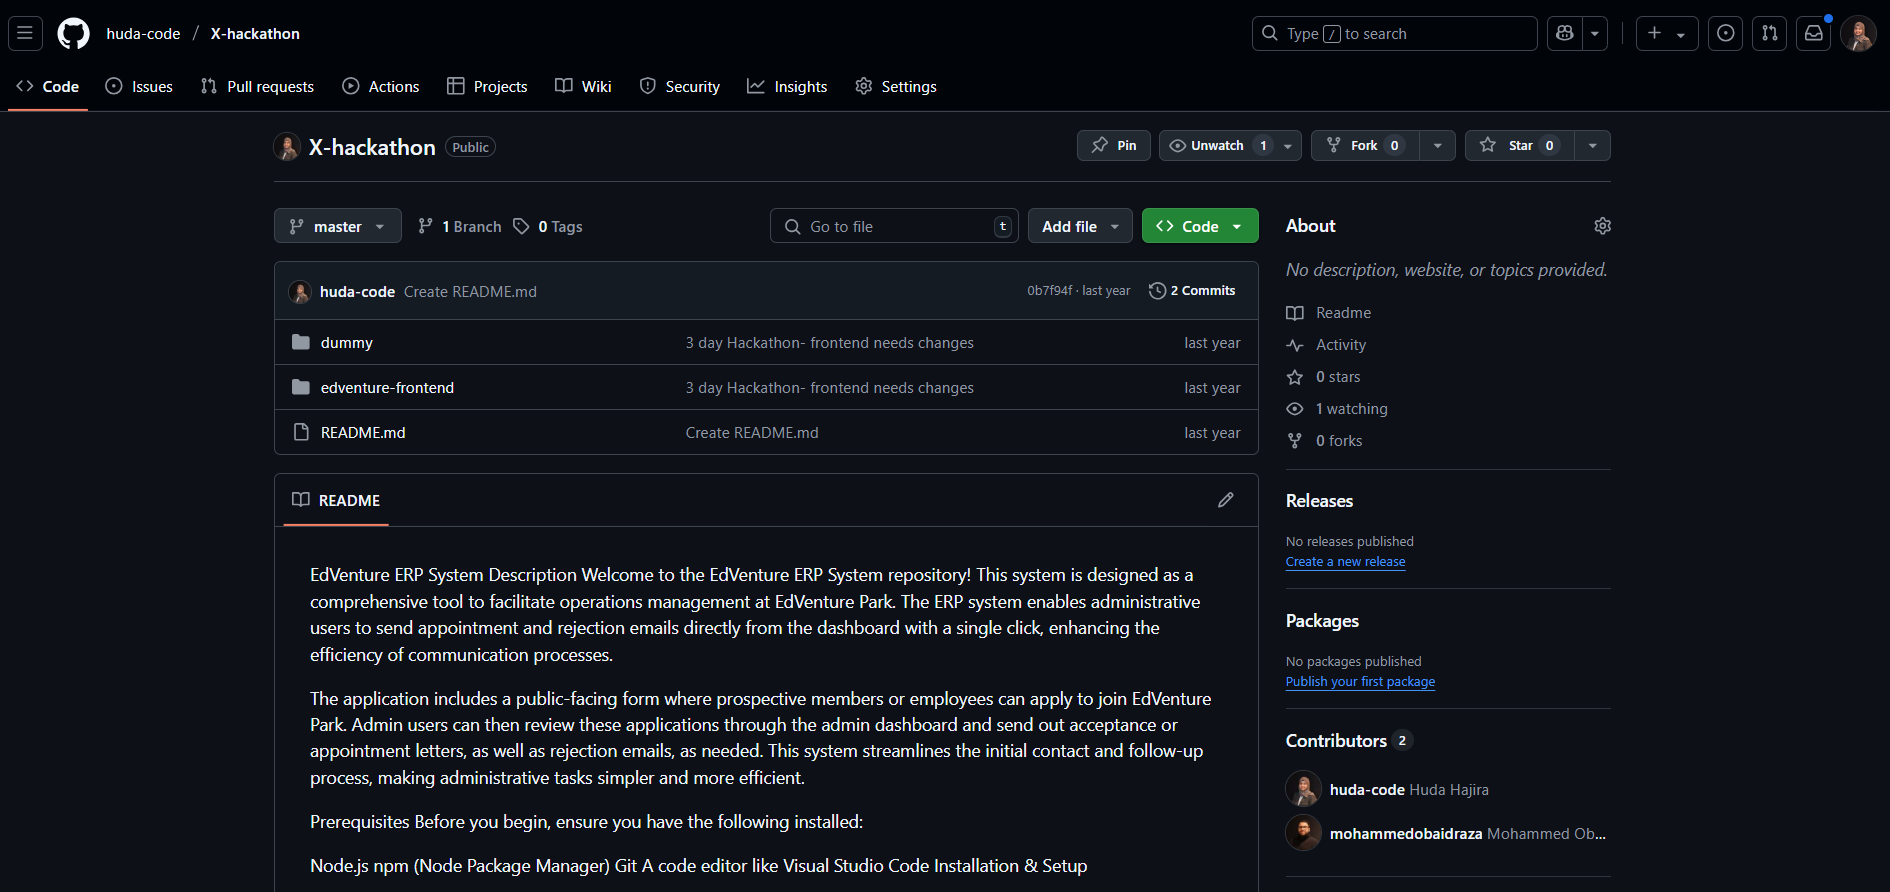 huda-code / X-hackathon
Type / to search
Code Issues Pull requests Actions Projects Wiki Security Insights Settings
X-hackathon Public
Pin Unwatch 1 Fork 0 Star 0
master 1 Branch 0 Tags Go to file t Add file Code
huda-code Create README.md 0b7f94f · last year 2 Commits
dummy 3 day Hackathon- frontend needs changes last year
edventure-frontend 3 day Hackathon- frontend needs changes last year
README.md Create README.md last year
README
EdVenture ERP System Description Welcome to the EdVenture ERP System repository! This system is designed as a
comprehensive tool to facilitate operations management at EdVenture Park. The ERP system enables administrative
users to send appointment and rejection emails directly from the dashboard with a single click, enhancing the
efficiency of communication processes.
The application includes a public-facing form where prospective members or employees can apply to join EdVenture
Park. Admin users can then review these applications through the admin dashboard and send out acceptance or
appointment letters, as well as rejection emails, as needed. This system streamlines the initial contact and follow-up
process, making administrative tasks simpler and more efficient.
Prerequisites Before you begin, ensure you have the following installed:
Node.js npm (Node Package Manager) Git A code editor like Visual Studio Code Installation & Setup
About
No description, website, or topics provided.
Readme
Activity
0 stars
1 watching
0 forks
Releases
No releases published
Create a new release
Packages
No packages published
Publish your first package
Contributors 2
huda-code Huda Hajira
mohammedobaidraza Mohammed Ob...